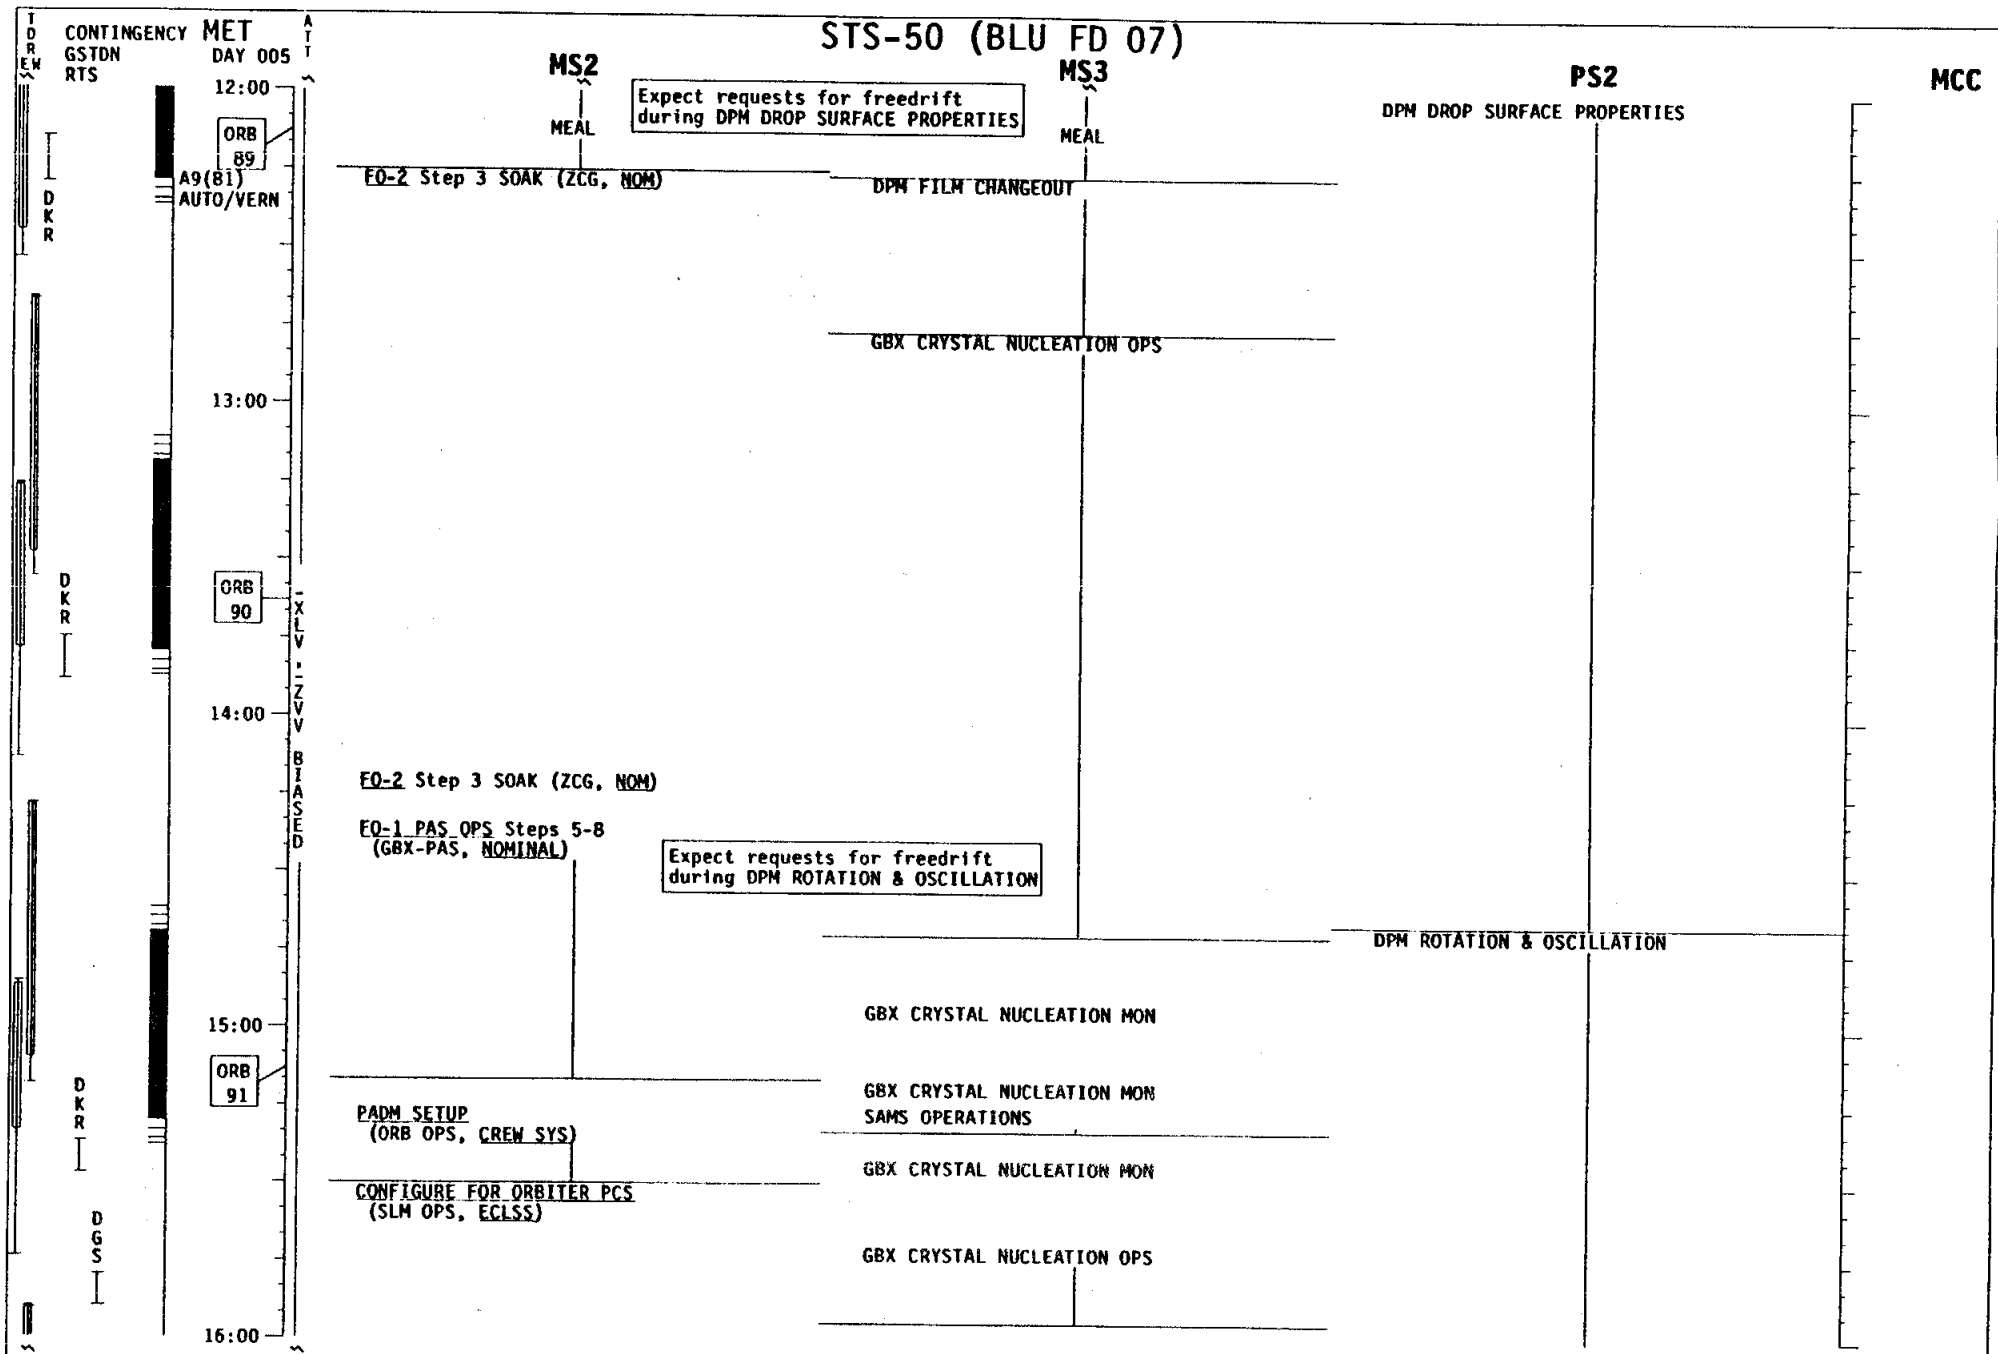 STS-50 (BLU FD 07)
TDRE W
CONTINGENCY
GSTDN
RTS
MET
DAY 005
ATT
MS2
MS3
PS2
MCC
12:00
ORB
89
A9(81)
AUTO/VERN
DKR
MEAL
Expect requests for freedrift
during DPM DROP SURFACE PROPERTIES
MEAL
DPM DROP SURFACE PROPERTIES
FO-2 Step 3 SOAK (ZCG, NOM)
DPM FILM CHANGEOUT
GBX CRYSTAL NUCLEATION OPS
13:00
DKR
ORB
90
-XLV -ZVV BIASED
14:00
FO-2 Step 3 SOAK (ZCG, NOM)
FO-1 PAS OPS Steps 5-8
(GBX-PAS, NOMINAL)
Expect requests for freedrift
during DPM ROTATION & OSCILLATION
DPM ROTATION & OSCILLATION
15:00
GBX CRYSTAL NUCLEATION MON
ORB
91
DKR
GBX CRYSTAL NUCLEATION MON
SAMS OPERATIONS
PADM SETUP
(ORB OPS, CREW SYS)
GBX CRYSTAL NUCLEATION MON
CONFIGURE FOR ORBITER PCS
(SLM OPS, ECLSS)
DGS
GBX CRYSTAL NUCLEATION OPS
16:00